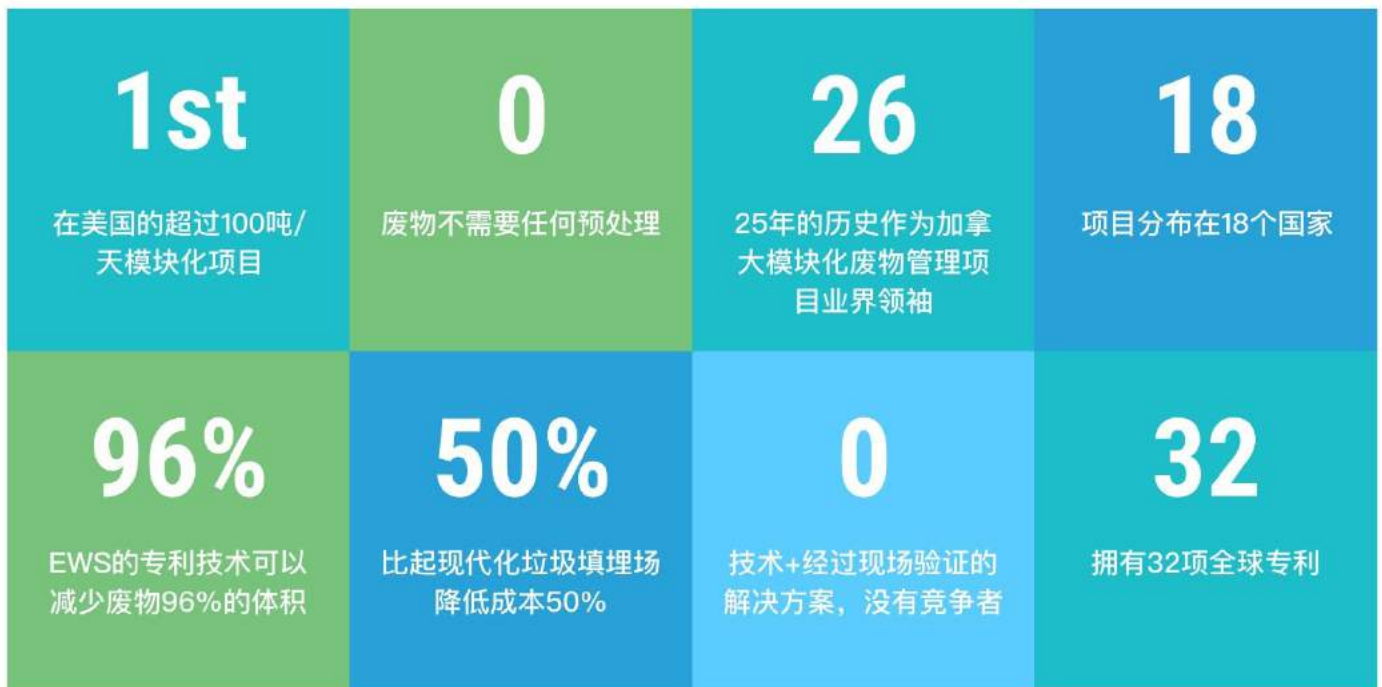 1st
在美国的超过100吨/
天模块化项目
0
废物不需要任何预处理
26
25年的历史作为加拿
大模块化废物管理项
目业界领袖
18
项目分布在18个国家
96%
EWS的专利技术可以
减少废物96%的体积
50%
比起现代化垃圾填埋场
降低成本50%
0
技术+经过现场验证的
解决方案，没有竞争者
32
拥有32项全球专利